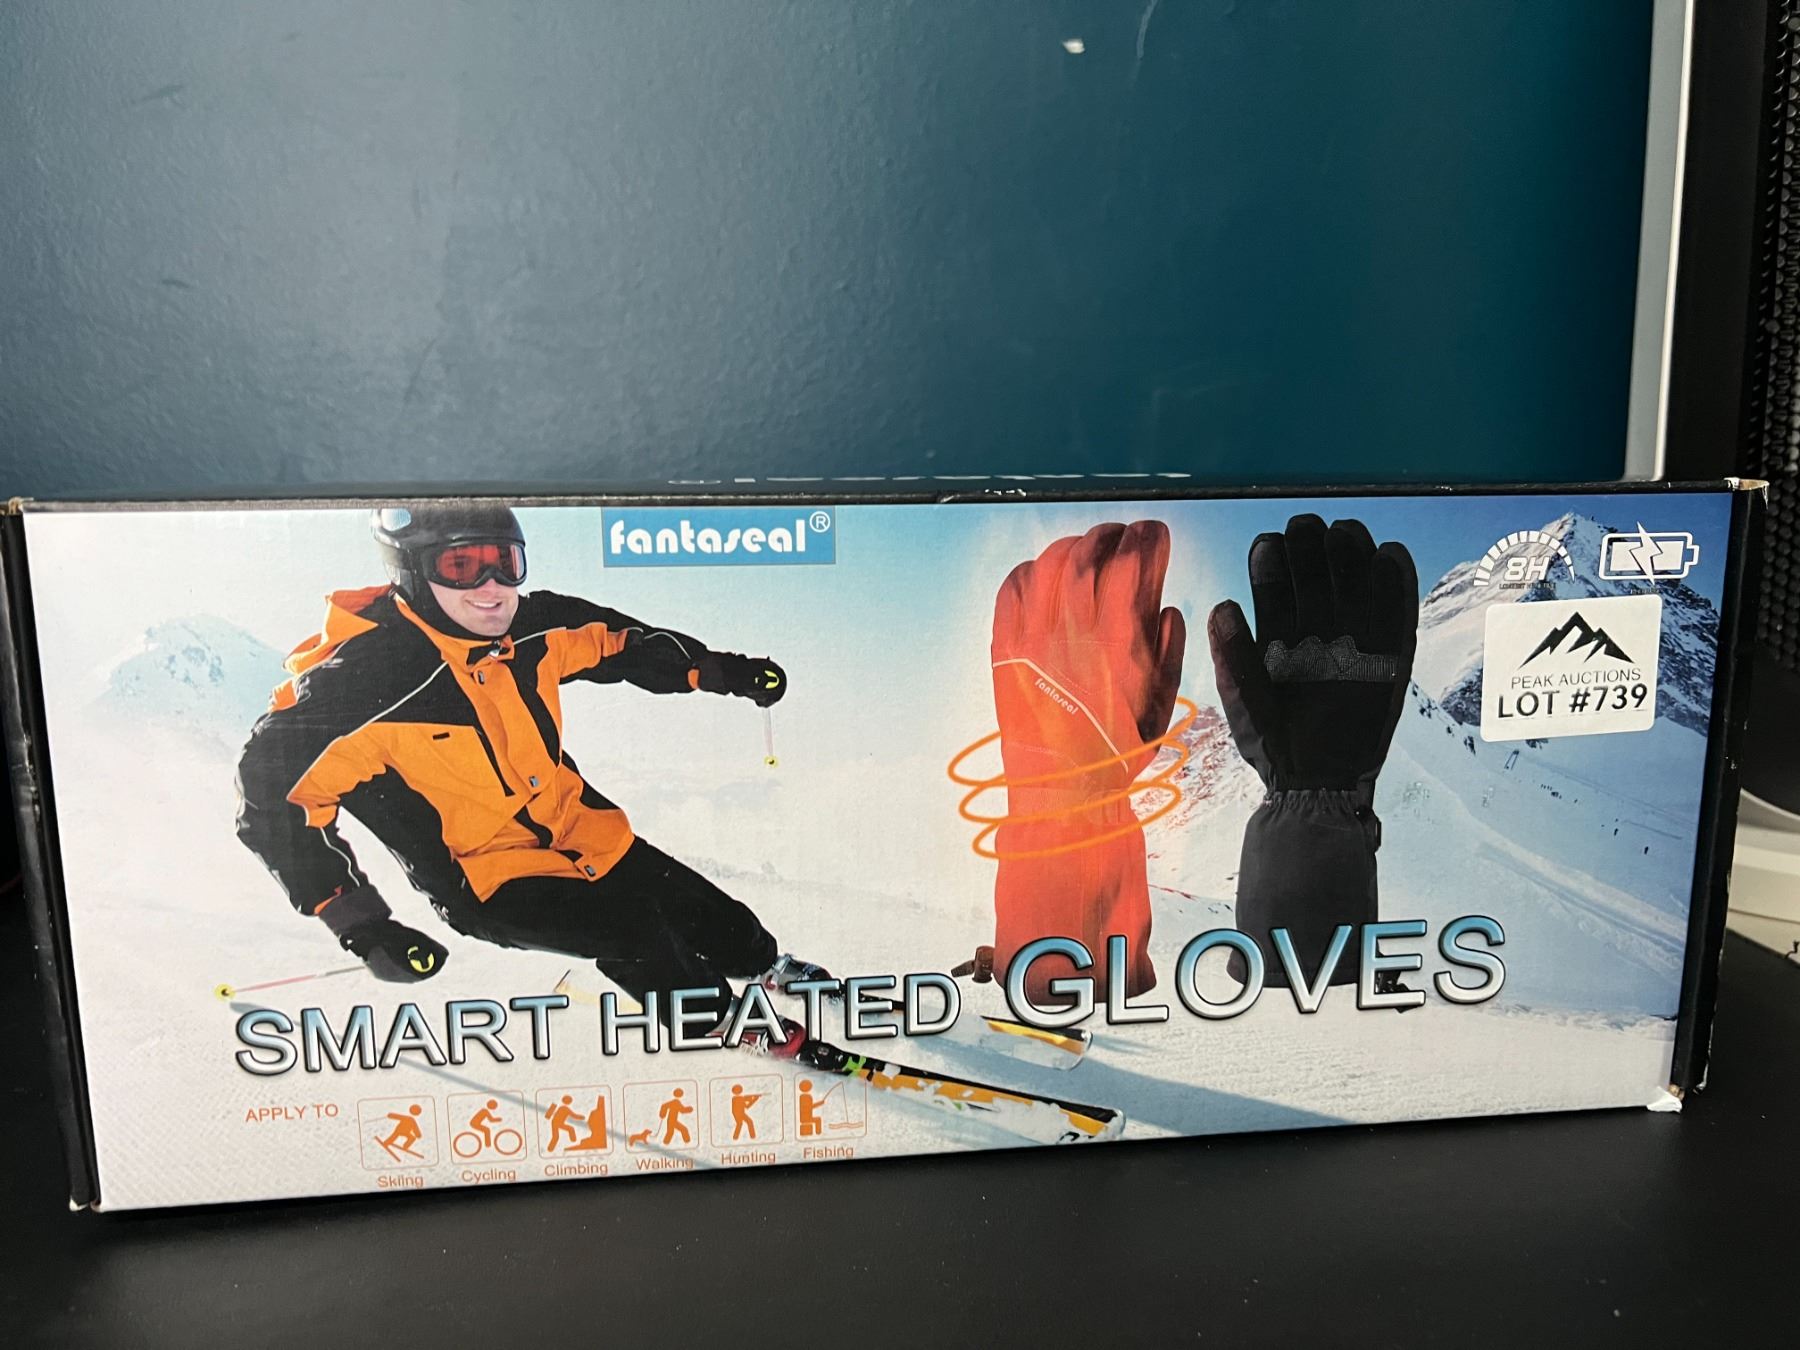 fantaseal®
8H
fantaseal
PEAK AUCTIONS
LOT #739
SMART HEATED GLOVES
APPLY TO
Skiing
Cycling
Climbing
Walking
Hunting
Fishing